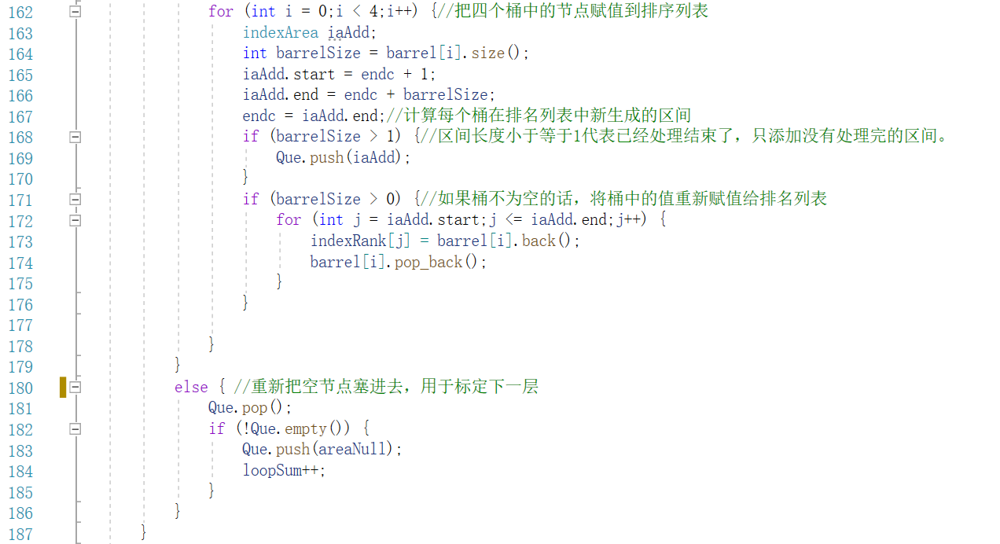 162 for (int i = 0;i < 4;i++) {//把四个桶中的节点赋值到排序列表
163 indexArea iaAdd;
164 int barrelSize = barrel[i].size();
165 iaAdd.start = endc + 1;
166 iaAdd.end = endc + barrelSize;
167 endc = iaAdd.end;//计算每个桶在排名列表中新生成的区间
168 if (barrelSize > 1) {//区间长度小于等于1代表已经处理结束了，只添加没有处理完的区间。
169 Que.push(iaAdd);
170 }
171 if (barrelSize > 0) {//如果桶不为空的话，将桶中的值重新赋值给排名列表
172 for (int j = iaAdd.start;j <= iaAdd.end;j++) {
173 indexRank[j] = barrel[i].back();
174 barrel[i].pop_back();
175 }
176 }
177
178 }
179 }
180 else { //重新把空节点塞进去，用于标定下一层
181 Que.pop();
182 if (!Que.empty()) {
183 Que.push(areaNull);
184 loopSum++;
185 }
186 }
187 }